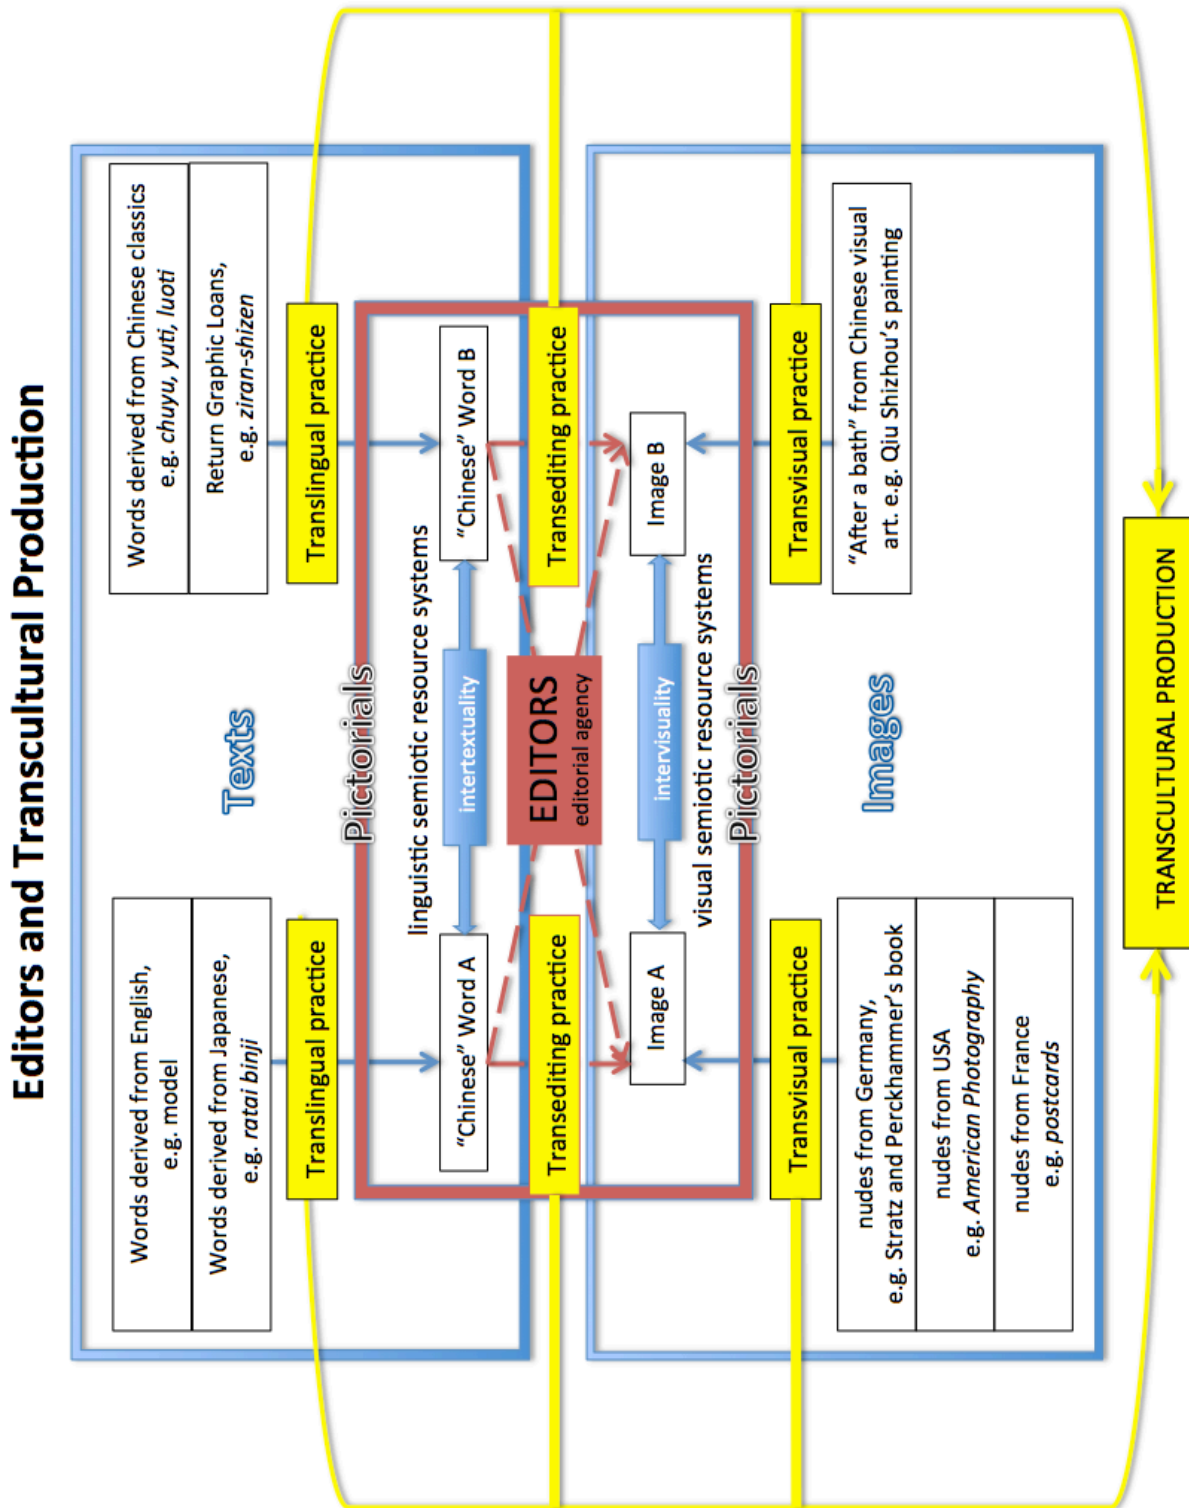 Editors and Transcultural Production
Words derived from English,
e.g. model
Words derived from Japanese,
e.g. ratai binji
Texts
Words derived from Chinese classics
e.g. chuyu, yuti, luoti
Return Graphic Loans,
e.g. ziran-shizen
Translingual practice
Translingual practice
Pictorials
linguistic semiotic resource systems
“Chinese” Word A
intertextuality
“Chinese” Word B
Transediting practice
EDITORS
editorial agency
Transediting practice
Image A
intervisuality
Image B
visual semiotic resource systems
Pictorials
Transvisual practice
Transvisual practice
nudes from Germany,
e.g. Stratz and Perckhammer’s book
nudes from USA
e.g. American Photography
nudes from France
e.g. postcards
Images
“After a bath” from Chinese visual
art. e.g. Qiu Shizhou’s painting
TRANSCULTURAL PRODUCTION